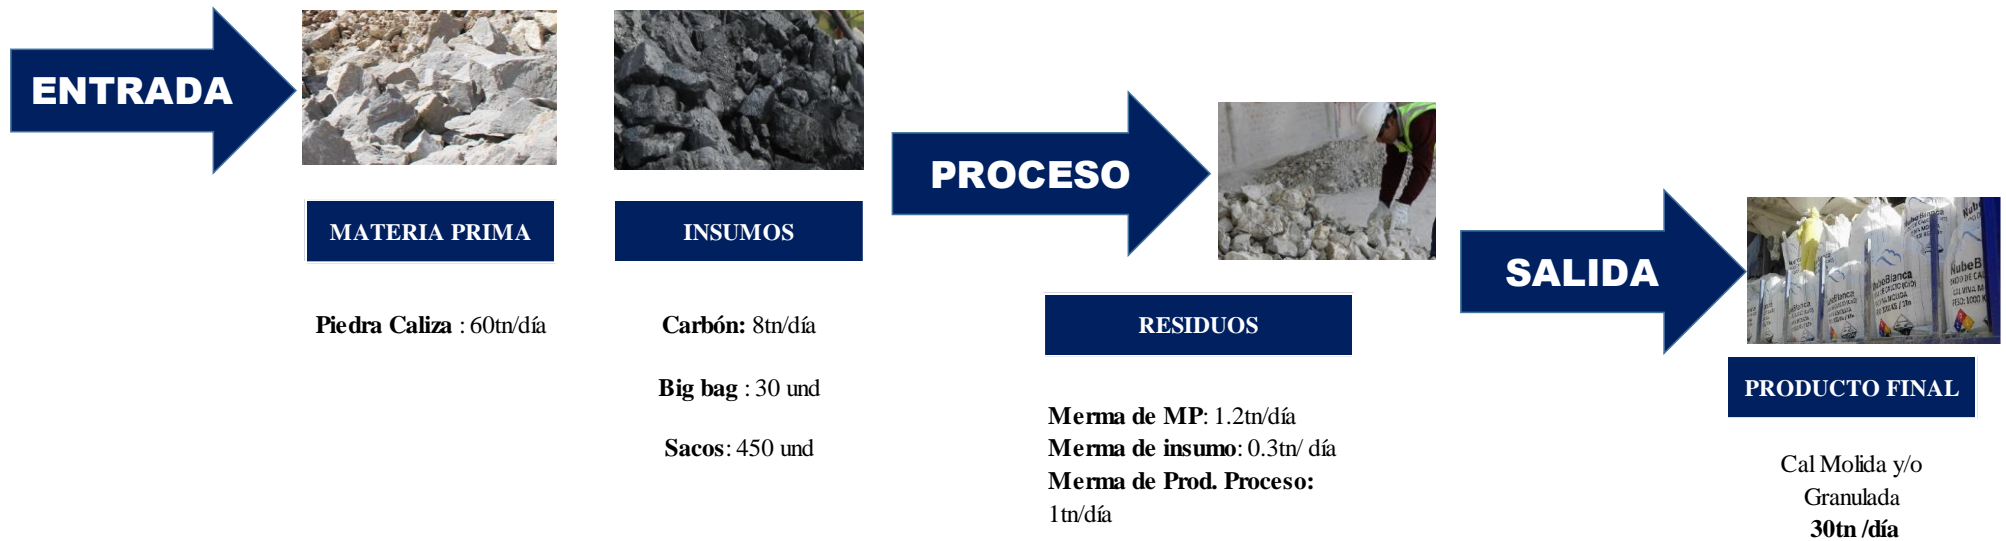 ENTRADA
MATERIA PRIMA
Piedra Caliza : 60tn/día
INSUMOS
Carbón: 8tn/día
Big bag : 30 und
Sacos: 450 und
PROCESO
RESIDUOS
Merma de MP: 1.2tn/día
Merma de insumo: 0.3tn/ día
Merma de Prod. Proceso:
1tn/día
SALIDA
NubeBlanca
PRODUCTO FINAL
Cal Molida y/o
Granulada
30tn /día